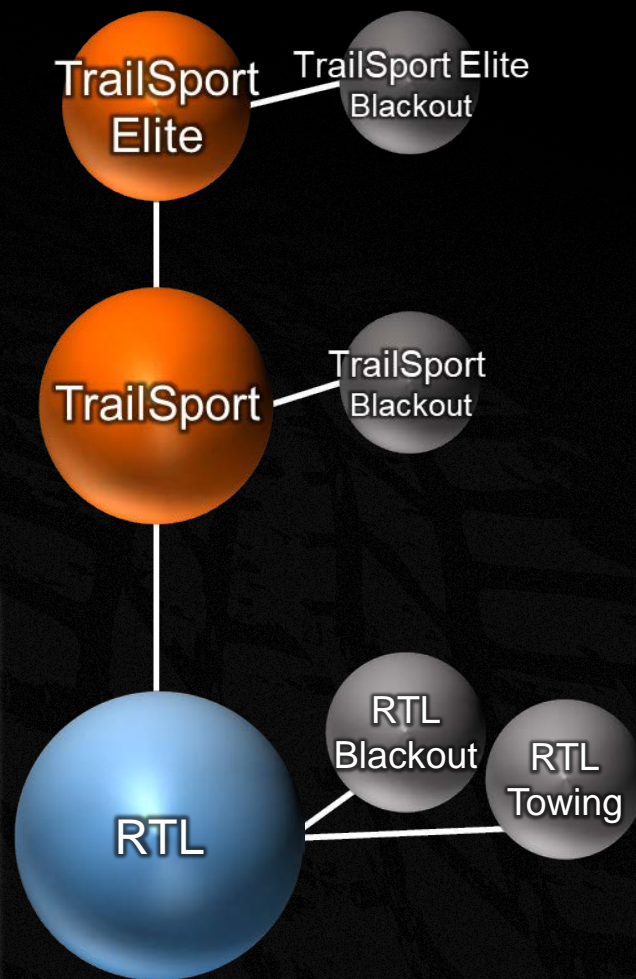 TrailSport
Elite
TrailSport Elite
Blackout
TrailSport
TrailSport
Blackout
RTL
RTL
Blackout
RTL
Towing